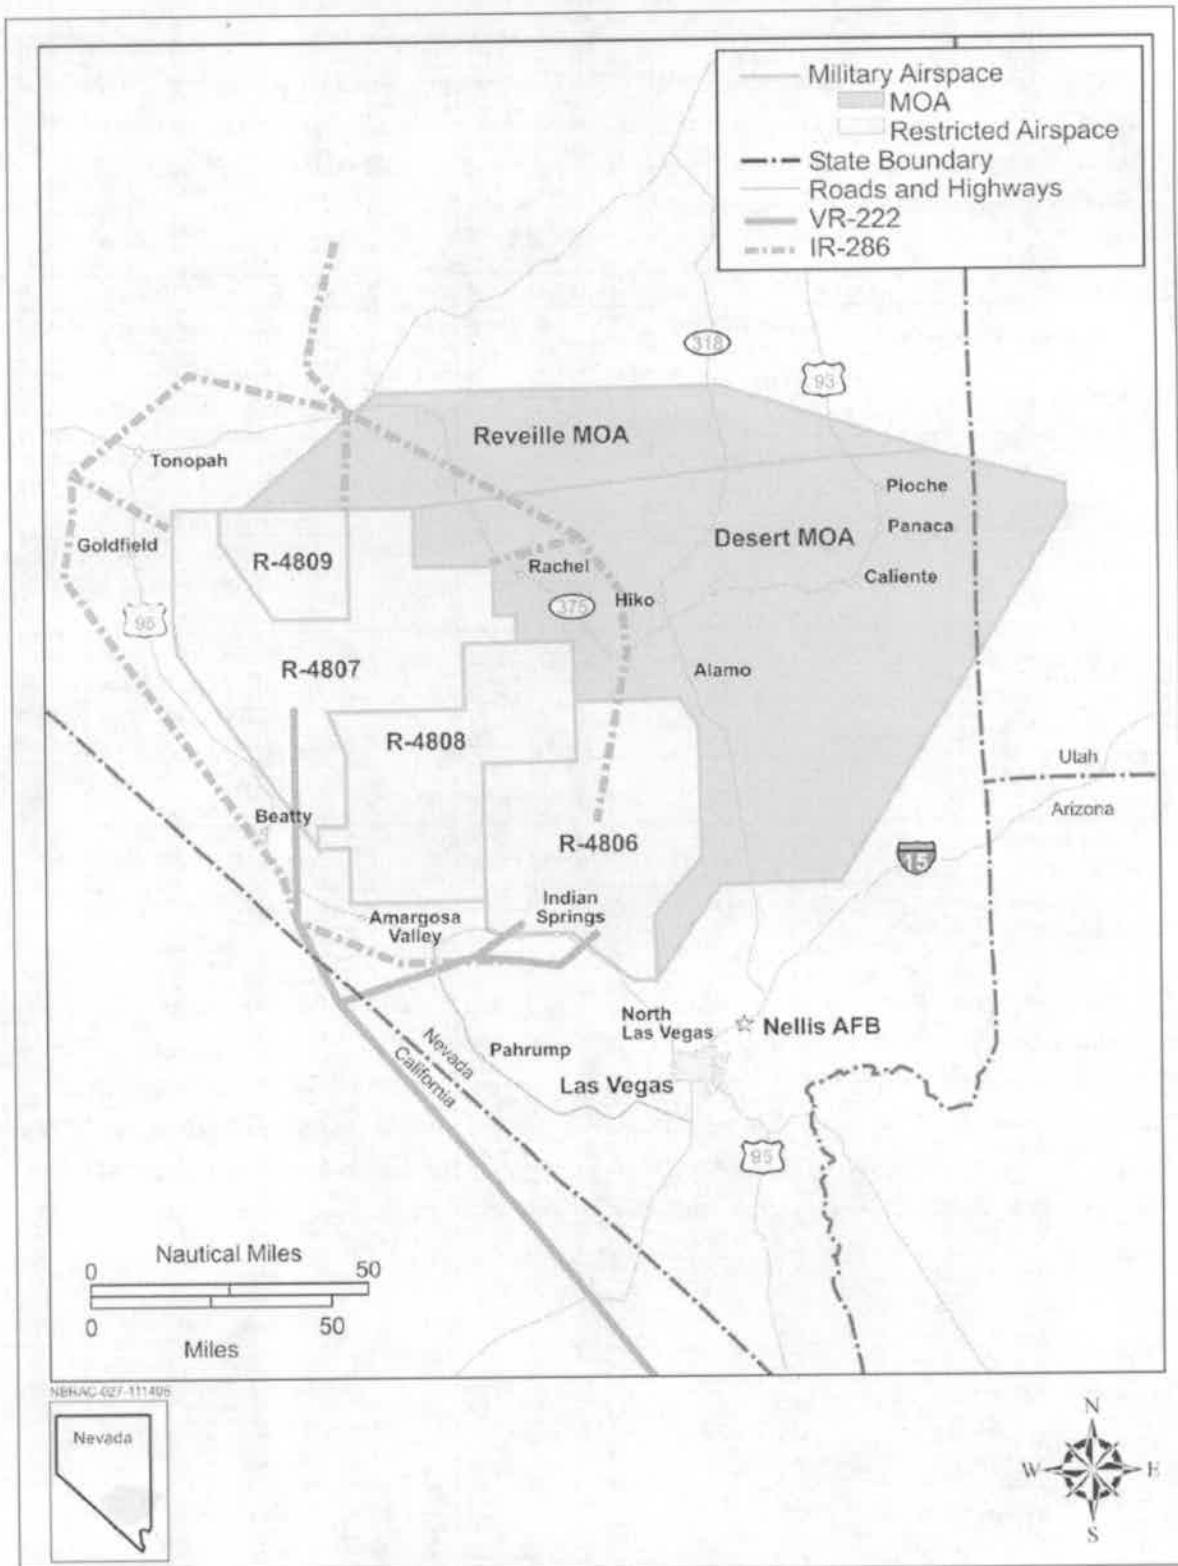 Military Airspace
MOA
Restricted Airspace
State Boundary
Roads and Highways
VR-222
IR-286
318
93
Reveille MOA
Tonopah
Pioche
Panaca
Desert MOA
Goldfield
R-4809
Rachel
Caliente
Hiko
375
95
R-4807
Alamo
R-4808
Utah
Arizona
Beatty
R-4806
15
Indian
Springs
Amargosa
Valley
North
Las Vegas
Nellis AFB
Nevada
California
Pahrump
Las Vegas
95
Nautical Miles
0 50
0 50
Miles
NBRAC-027-111406
Nevada
N
W E
S